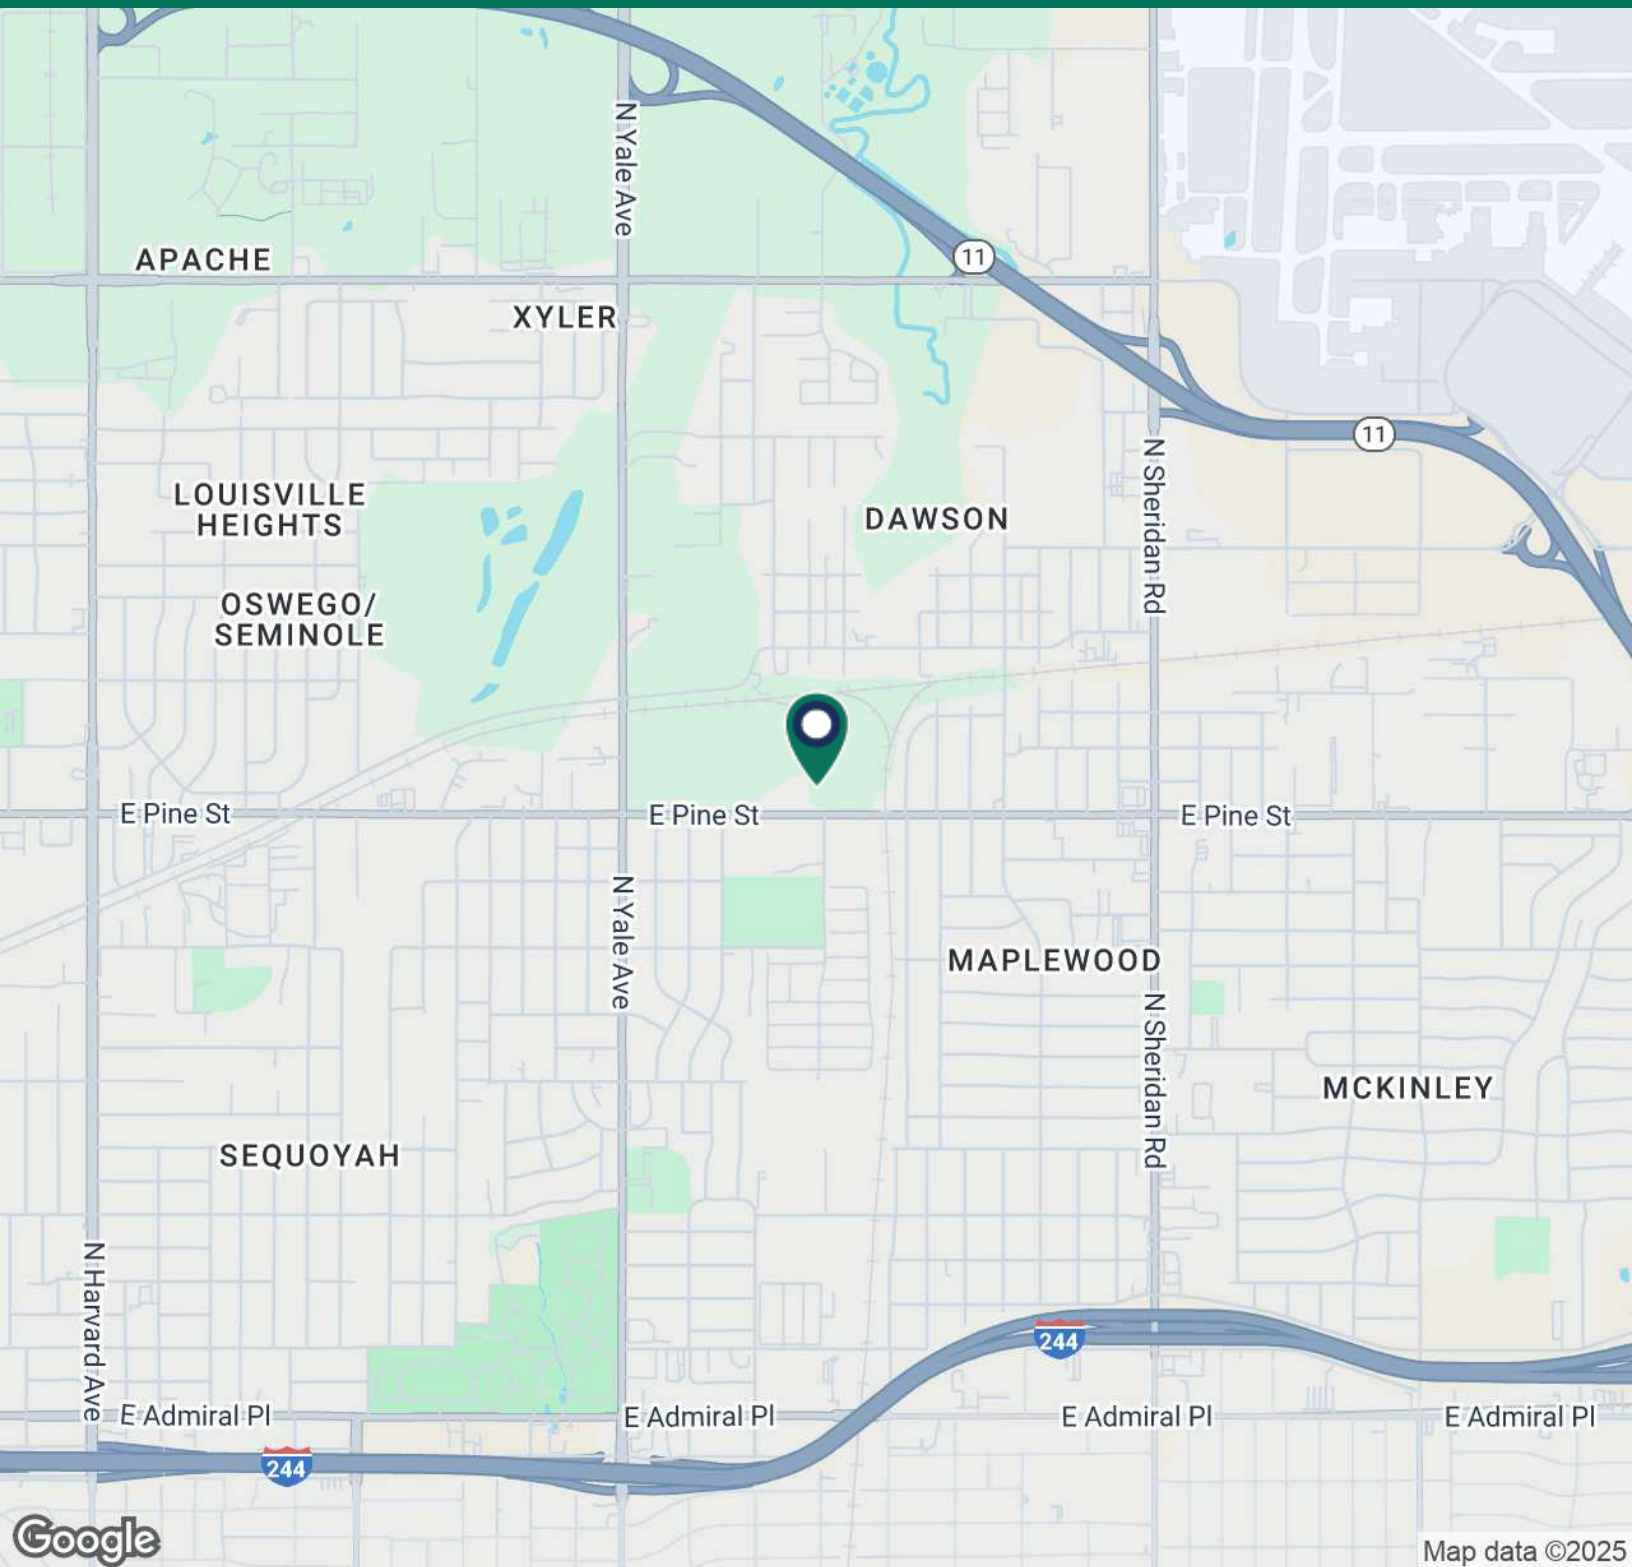 N Yale Ave
APACHE
11
XYLER
11
N Sheridan Rd
LOUISVILLE
HEIGHTS
DAWSON
OSWEGO/
SEMINOLE
E Pine St
E Pine St
E Pine St
N Yale Ave
MAPLEWOOD
N Sheridan Rd
MCKINLEY
SEQUOYAH
N Harvard Ave
244
E Admiral Pl
E Admiral Pl
E Admiral Pl
E Admiral Pl
244
Google
Map data ©2025